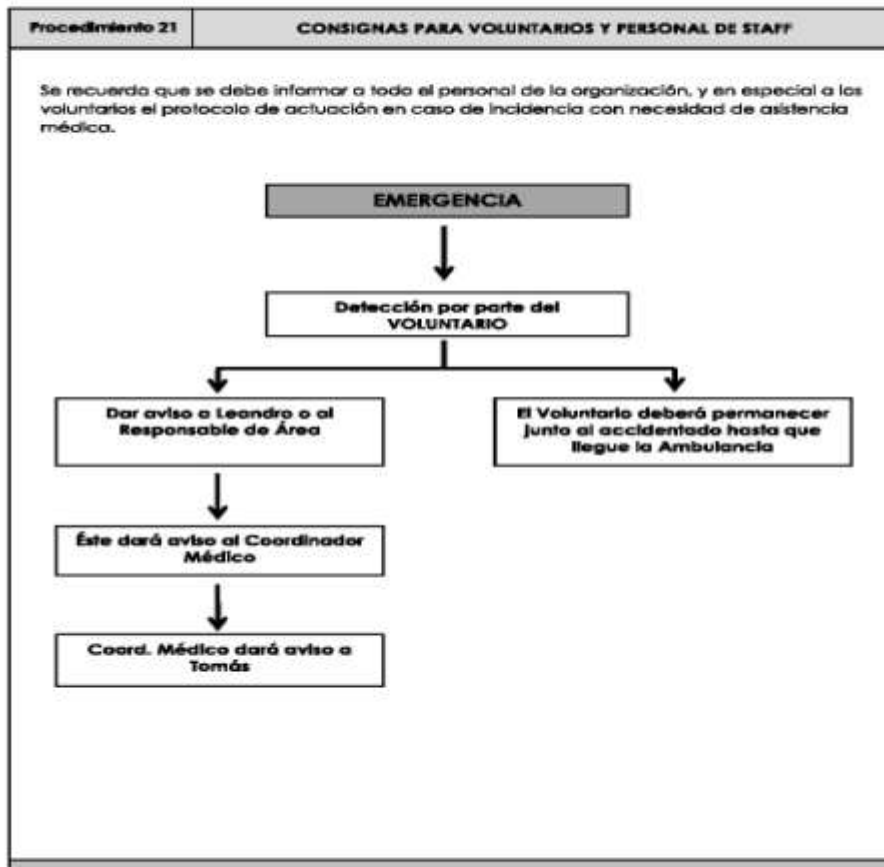 Procedimiento 21
CONSIGNAS PARA VOLUNTARIOS Y PERSONAL DE STAFF
Se recuerda que se debe informar a todo el personal de la organización, y en especial a los
voluntarios el protocolo de actuación en caso de incidencia con necesidad de asistencia
médica.
EMERGENCIA
Detección por parte del
VOLUNTARIO
Dar aviso a Leandro o al
Responsable de Área
El Voluntario deberá permanecer
junto al accidentado hasta que
llegue la Ambulancia
Éste dará aviso al Coordinador
Médico
Coord. Médico dará aviso a
Tomás